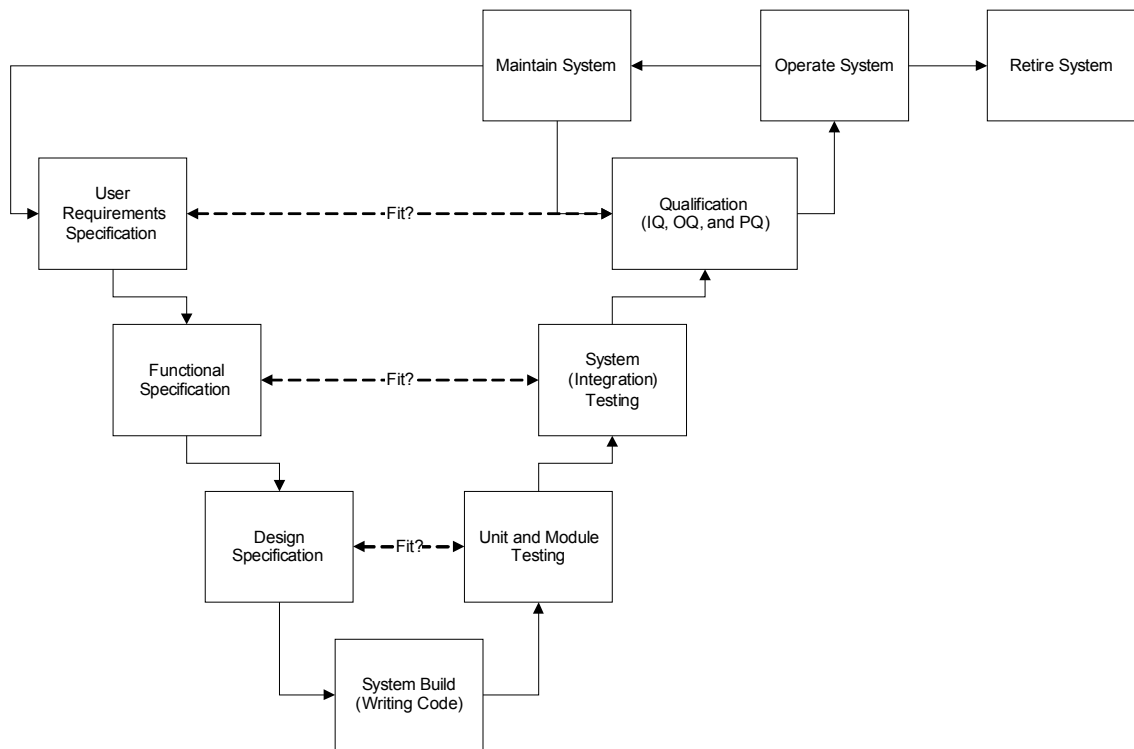 Maintain System
Operate System
Retire System
User
Requirements
Specification
Fit?
Qualification
(IQ, OQ, and PQ)
Functional
Specification
Fit?
System
(Integration)
Testing
Design
Specification
Fit?
Unit and Module
Testing
System Build
(Writing Code)